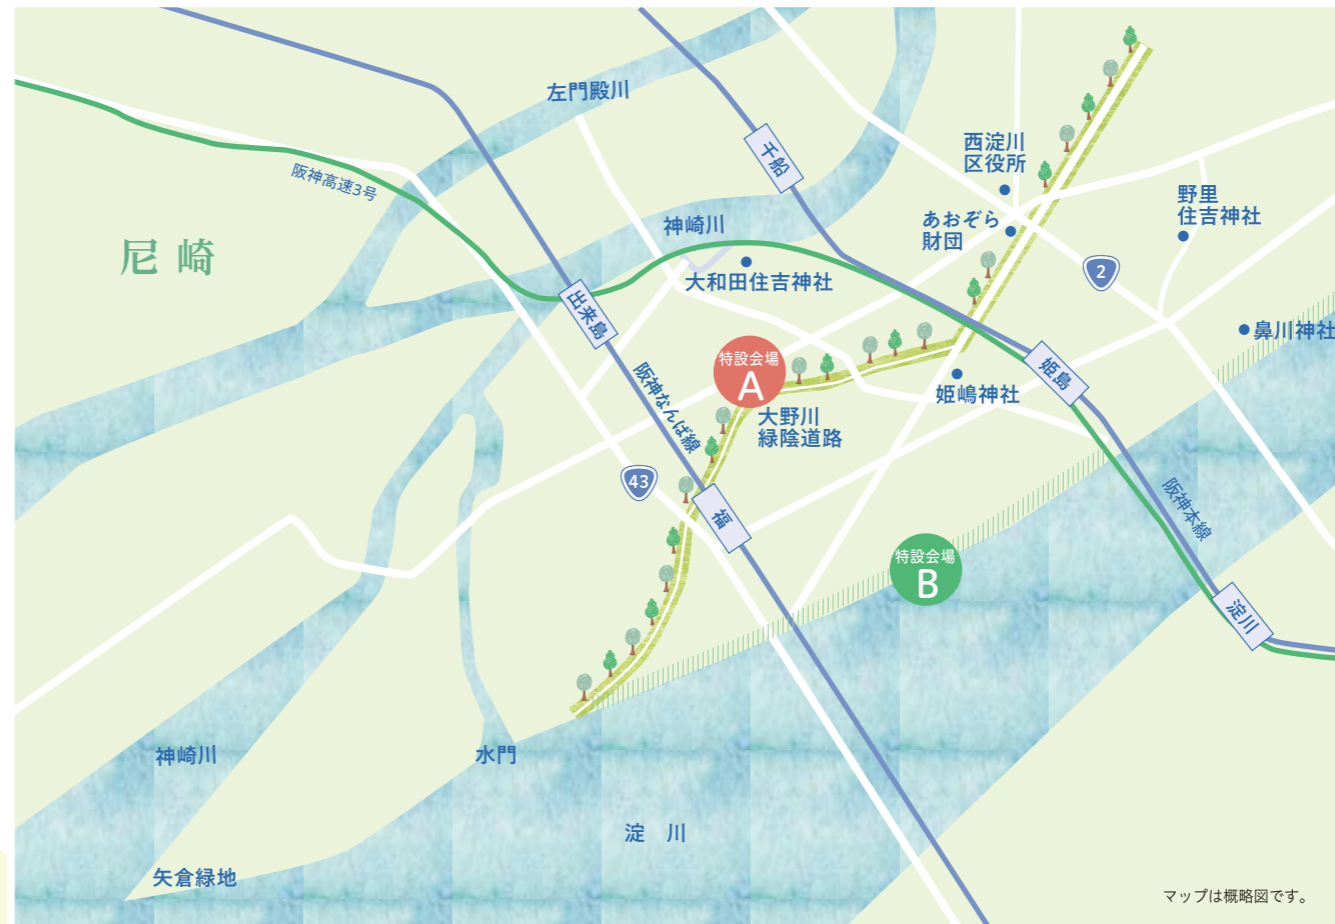 左門殿川
千船
西淀川
区役所
阪神高速3号
野里
住吉神社
神崎川
あおぞら
財団
尼崎
2
大和田住吉神社
出来島
鼻川神社
特設会場
A
姫島
阪神なんば線
姫嶋神社
大野川
緑陰道路
43
福
阪神本線
特設会場
B
淀川
神崎川
水門
淀 川
矢倉緑地
マップは概略図です。